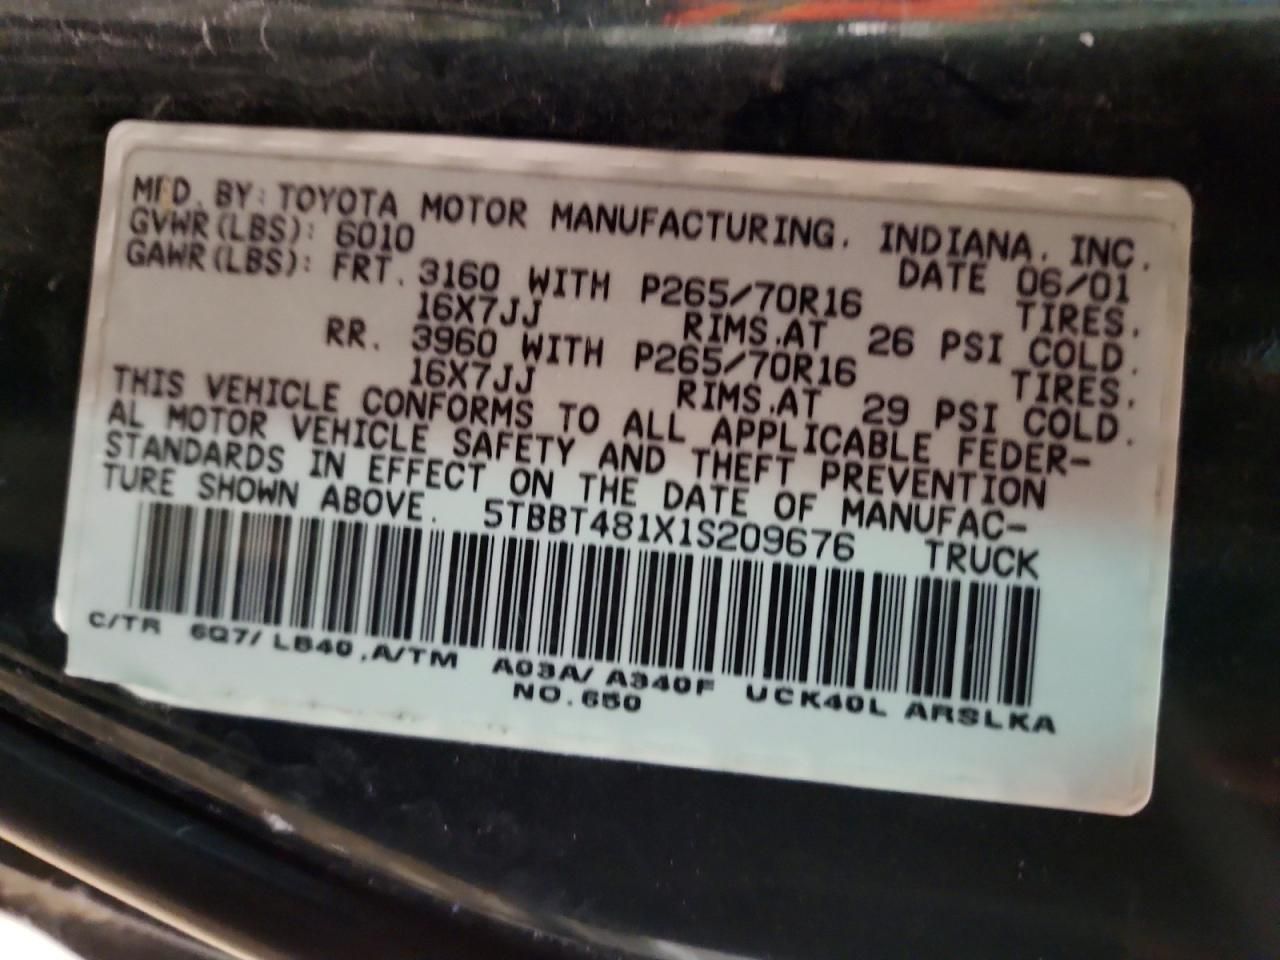 MFD. BY: TOYOTA MOTOR MANUFACTURING. INDIANA. INC.
GVWR(LBS): 6010 DATE 06/01
GAWR(LBS): FRT. 3160 WITH P265/70R16 TIRES.
16X7JJ RIMS.AT 26 PSI COLD.
RR. 3960 WITH P265/70R16 TIRES.
16X7JJ RIMS.AT 29 PSI COLD.
THIS VEHICLE CONFORMS TO ALL APPLICABLE FEDER-
AL MOTOR VEHICLE SAFETY AND THEFT PREVENTION
STANDARDS IN EFFECT ON THE DATE OF MANUFAC-
TURE SHOWN ABOVE. 5TBBT481X1S209676 TRUCK
C/TR 6Q7/LB40,A/TM A03A/A340F UCK40L ARSLKA
NO.650